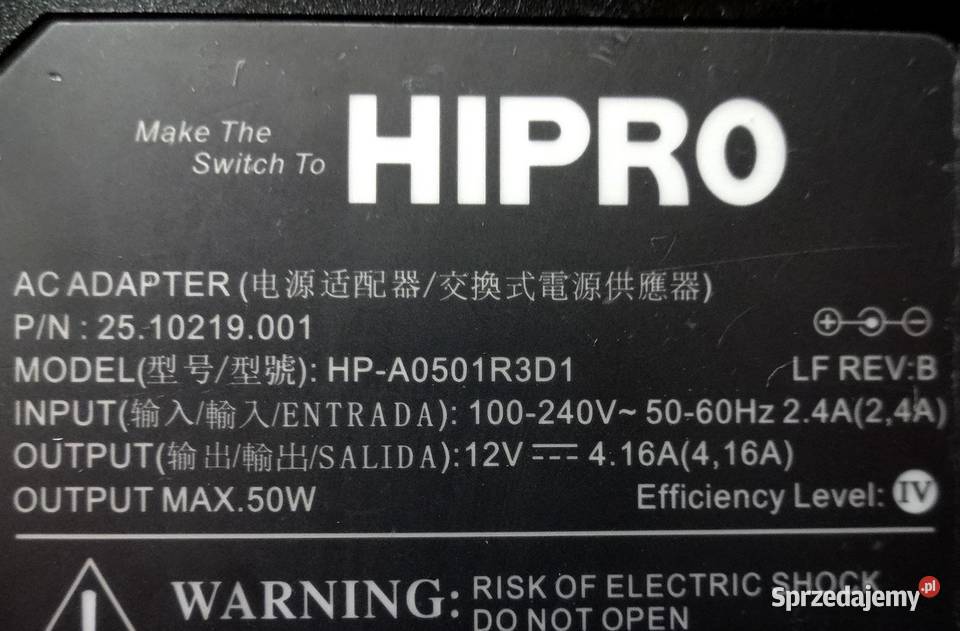 Make The
Switch To
HIPRO
AC ADAPTER (电源适配器/交換式電源供應器)
P/N : 25.10219.001
MODEL(型号/型號): HP-A0501R3D1
LF REV:B
INPUT(输入/輸入/ENTRADA): 100-240V~ 50-60Hz 2.4A(2,4A)
OUTPUT(输出/輸出/SALIDA):12V ⎓ 4.16A(4,16A)
OUTPUT MAX.50W
Efficiency Level: IV
WARNING: RISK OF ELECTRIC SHOCK
DO NOT OPEN
Sprzedajemy.pl